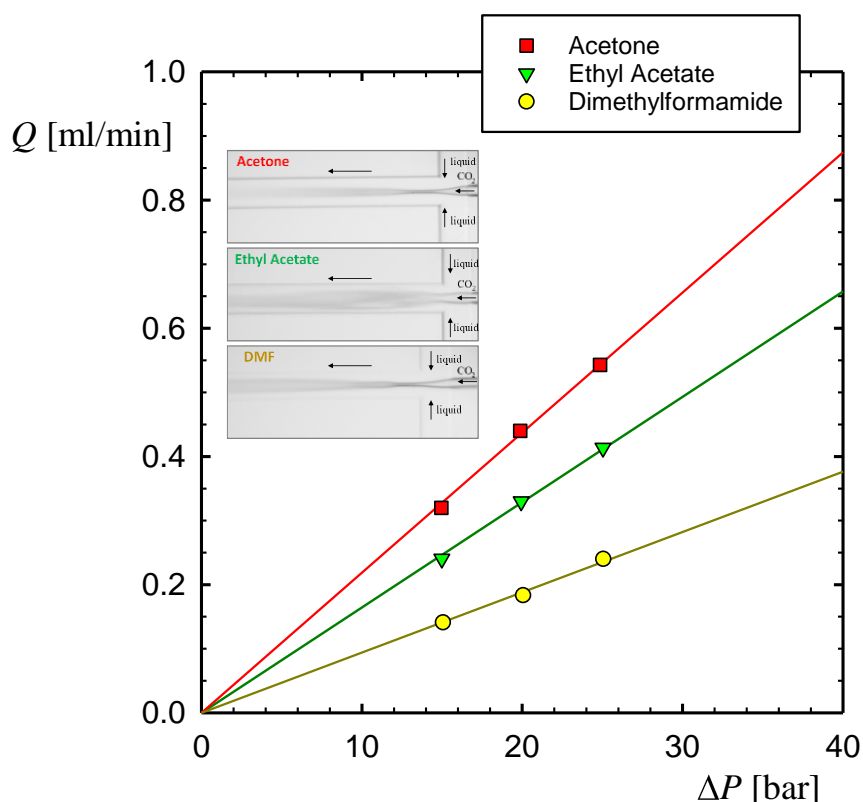 Acetone
Ethyl Acetate
Dimethylformamide
1.0
Q [ml/min]
0.8
0.6
0.4
0.2
0.0
Acetone
liquid
CO2
liquid
Ethyl Acetate
liquid
CO2
liquid
DMF
liquid
CO2
liquid
0 10 20 30 40
ΔP [bar]